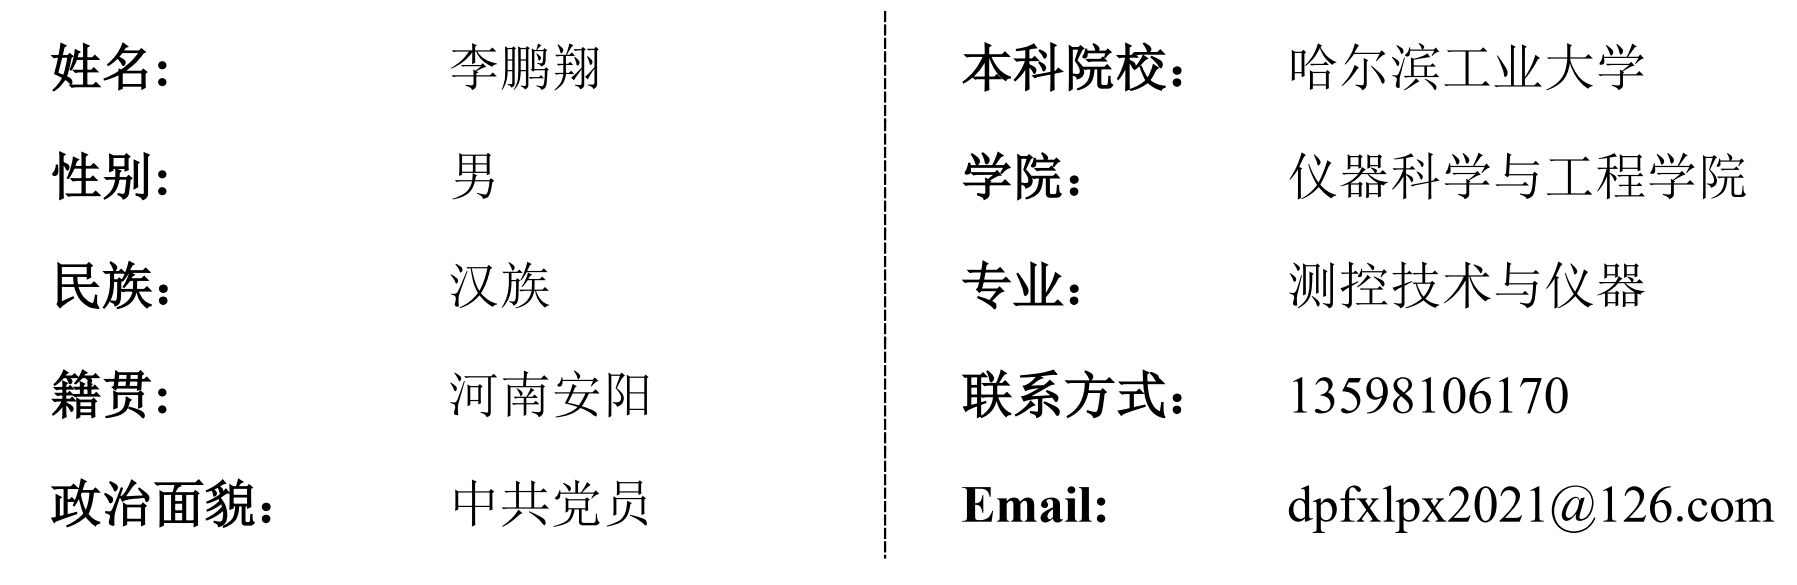 姓名: 李鹏翔
性别: 男
民族： 汉族
籍贯: 河南安阳
政治面貌： 中共党员
本科院校： 哈尔滨工业大学
学院： 仪器科学与工程学院
专业： 测控技术与仪器
联系方式： 13598106170
Email: dpfxlpx2021@126.com